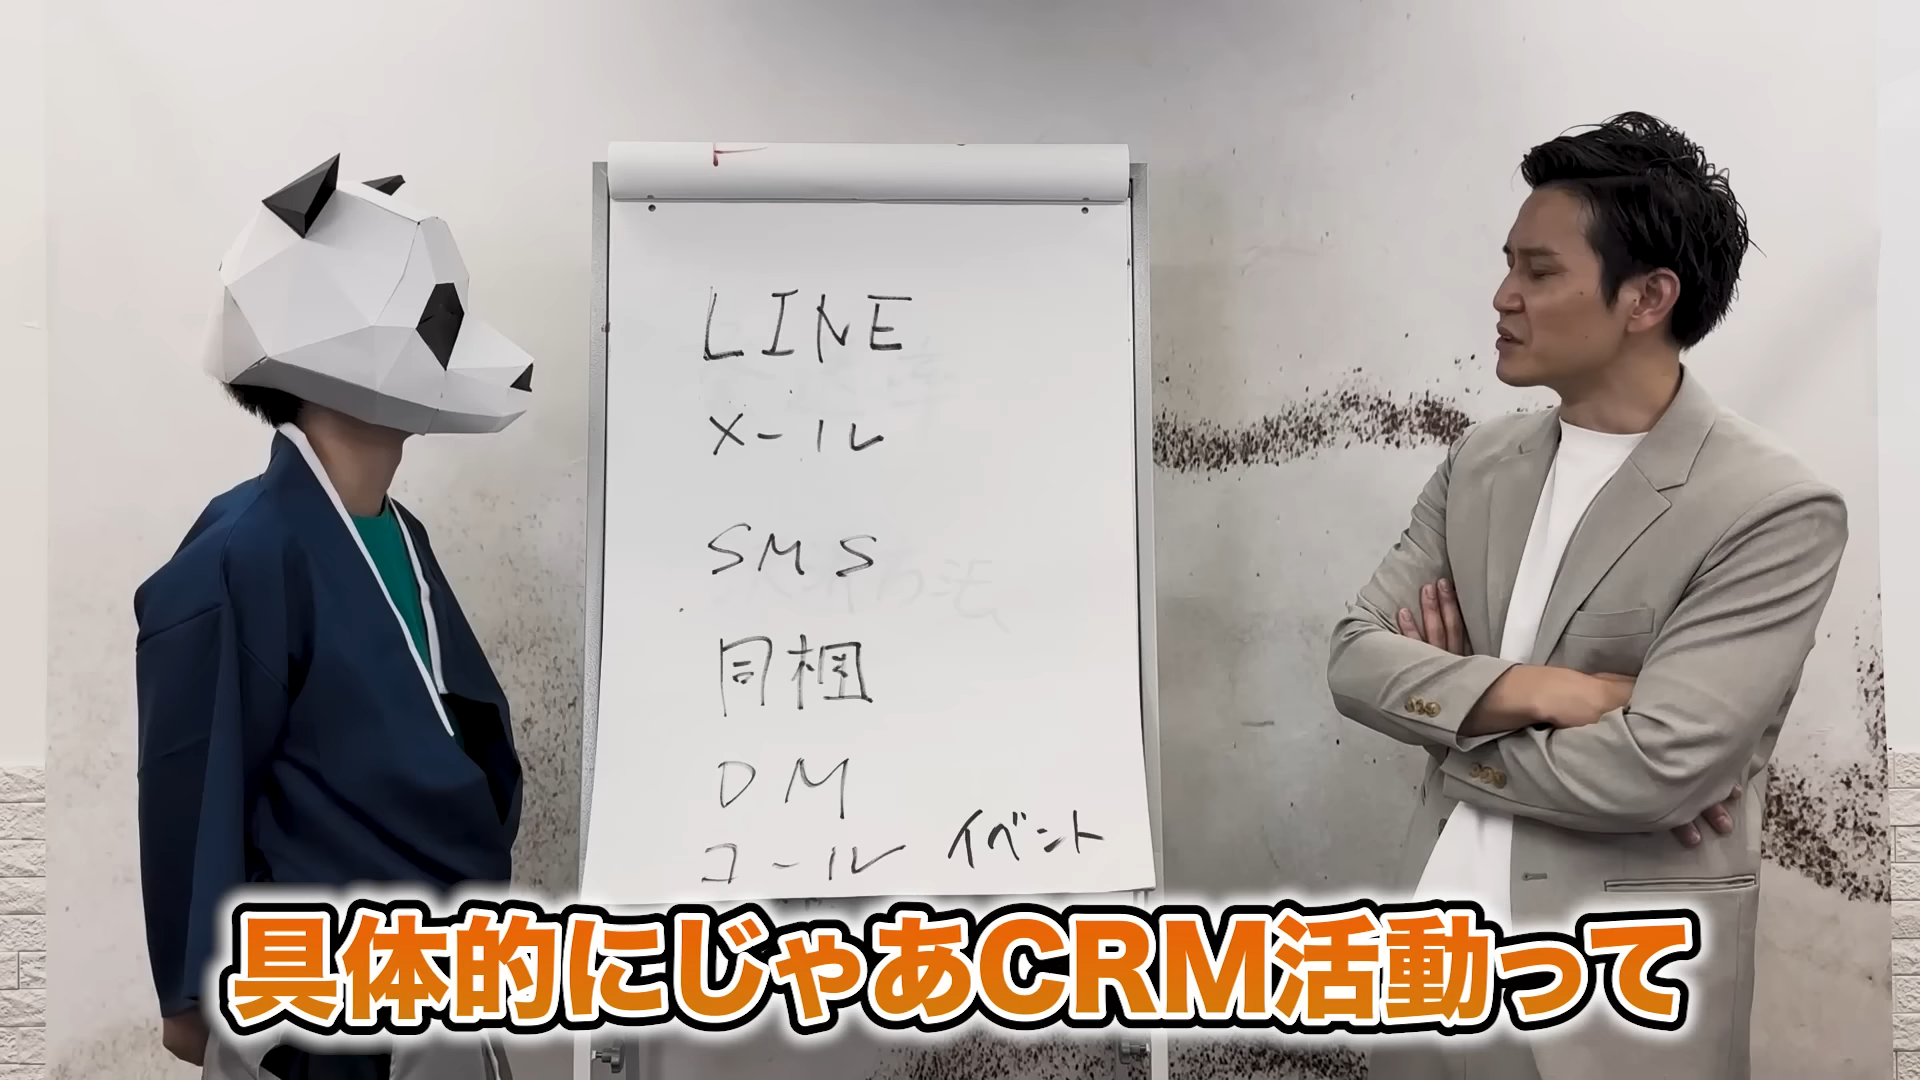 LINE
メール
SMS
同梱
DM
コール イベント
具体的にじゃあCRM活動って